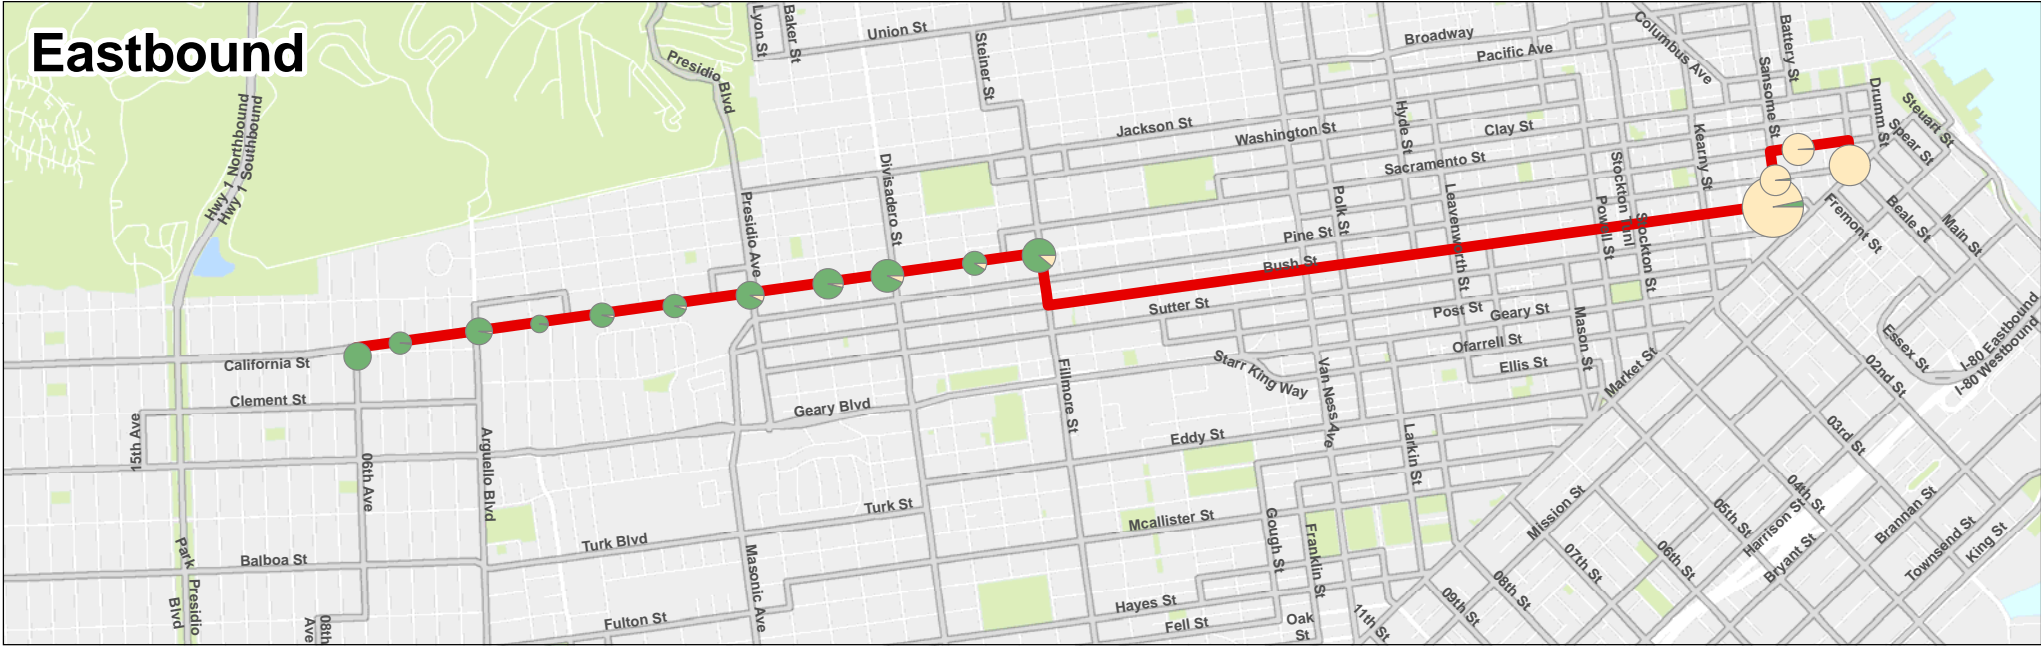 Eastbound
Lyon St
Baker St
Union St
Steiner St
Presidio Blvd
Broadway
Pacific Ave
Columbus Ave
Battery St
Sansome St
Drumm St
Steuart St
Spear St
Hwy 1 Northbound
Hwy 1 Southbound
Jackson St
Washington St
Hyde St
Clay St
Kearny St
Sacramento St
Divisadero St
Presidio Ave
Polk St
Leavenworth St
Stockton Tunl
Powell St
Stockton St
Pine St
Bush St
Fremont St
Beale St
Main St
Sutter St
Post St
Geary St
Mason St
Ofarrell St
Ellis St
Market St
Essex St
I-80 Eastbound
I-80 Westbound
California St
Clement St
15th Ave
06th Ave
Arguello Blvd
Geary Blvd
Fillmore St
Starr King Way
Van Ness Ave
Larkin St
Eddy St
02nd St
03rd St
04th St
05th St
Harrison St
Bryant St
Brannan St
Townsend St
King St
Mission St
Turk St
Turk Blvd
Mcallister St
Gough St
Franklin St
Balboa St
Park Presidio Blvd
Masonic Ave
06th St
07th St
08th St
09th St
11th St
08th Ave
Fulton St
Hayes St
Fell St
Oak St